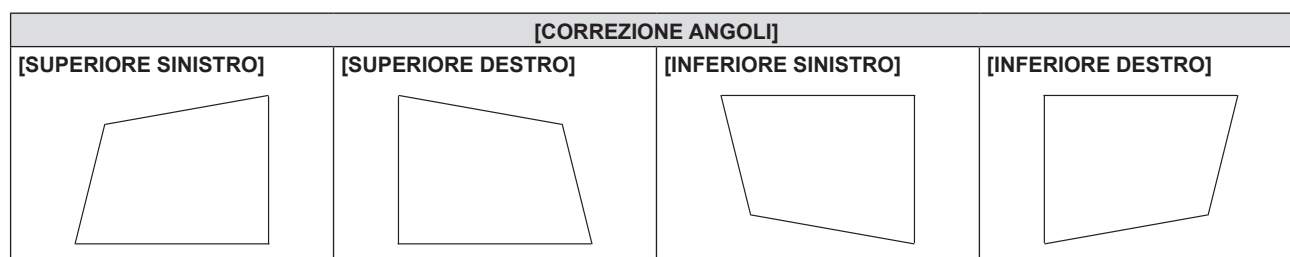 [CORREZIONE ANGOLI]
[SUPERIORE SINISTRO]
[SUPERIORE DESTRO]
[INFERIORE SINISTRO]
[INFERIORE DESTRO]